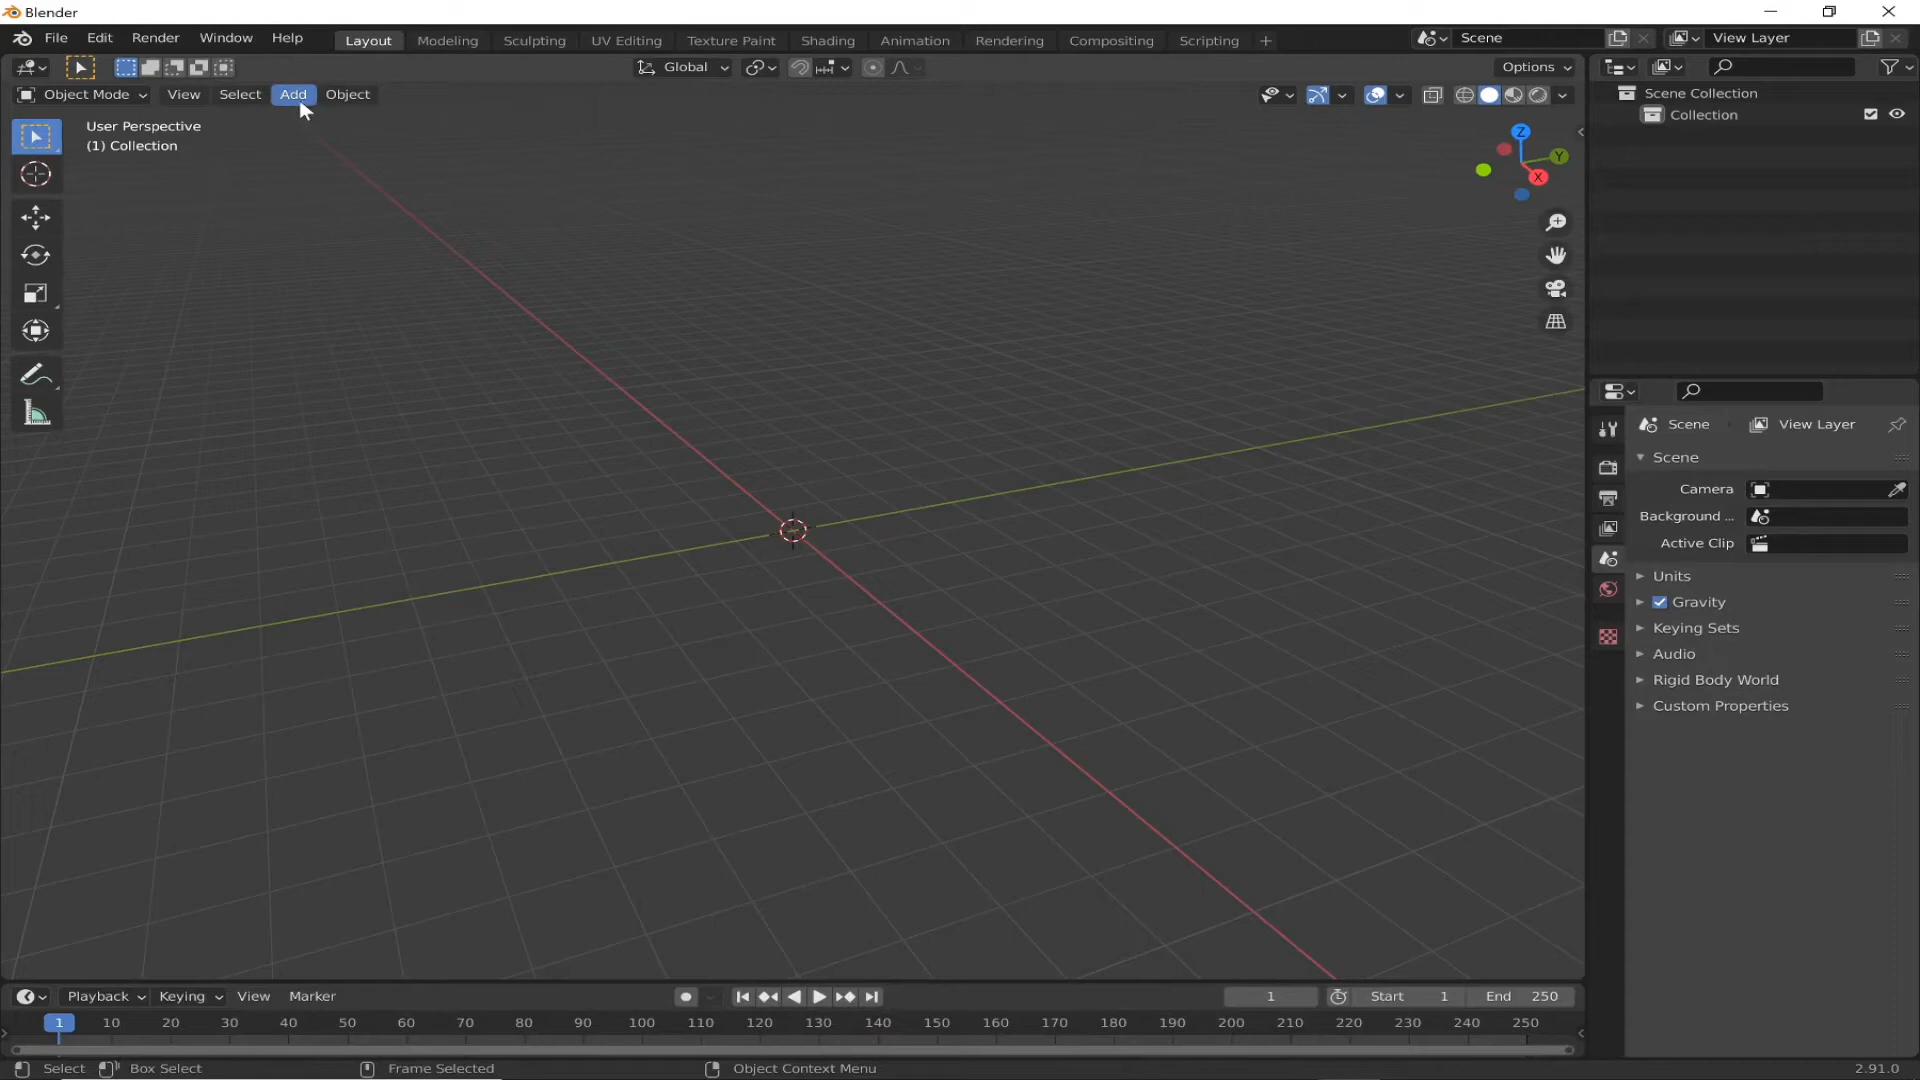 Blender
File Edit Render Window Help Layout Modeling Sculpting UV Editing Texture Paint Shading Animation Rendering Compositing Scripting + Scene View Layer
Global Options
Object Mode View Select Add Object
User Perspective
(1) Collection
Z
Y
X
Scene Collection
Collection
Scene View Layer
Scene
Camera
Background ...
Active Clip
Units
Gravity
Keying Sets
Audio
Rigid Body World
Custom Properties
Playback Keying View Marker 1 Start 1 End 250
1 10 20 30 40 50 60 70 80 90 100 110 120 130 140 150 160 170 180 190 200 210 220 230 240 250
Select Box Select Frame Selected Object Context Menu 2.91.0